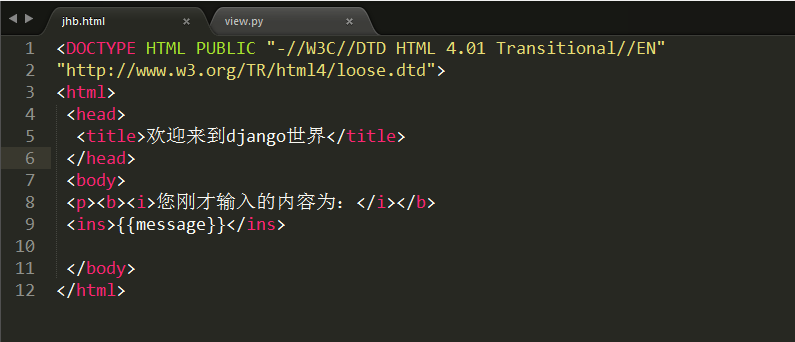 jhb.html × view.py ×
1 <DOCTYPE HTML PUBLIC "-//W3C//DTD HTML 4.01 Transitional//EN"
2 "http://www.w3.org/TR/html4/loose.dtd">
3 <html>
4 <head>
5 <title>欢迎来到django世界</title>
6 </head>
7 <body>
8 <p><b><i>您刚才输入的内容为：</i></b>
9 <ins>{{message}}</ins>
10
11 </body>
12 </html>